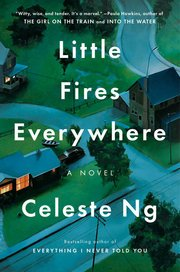 "Witty, wise, and tender. It's a marvel." —Paula Hawkins, author of
THE GIRL ON THE TRAIN and INTO THE WATER
Little
Fires
Everywhere
A NOVEL
Celeste Ng
Bestselling author of
EVERYTHING I NEVER TOLD YOU